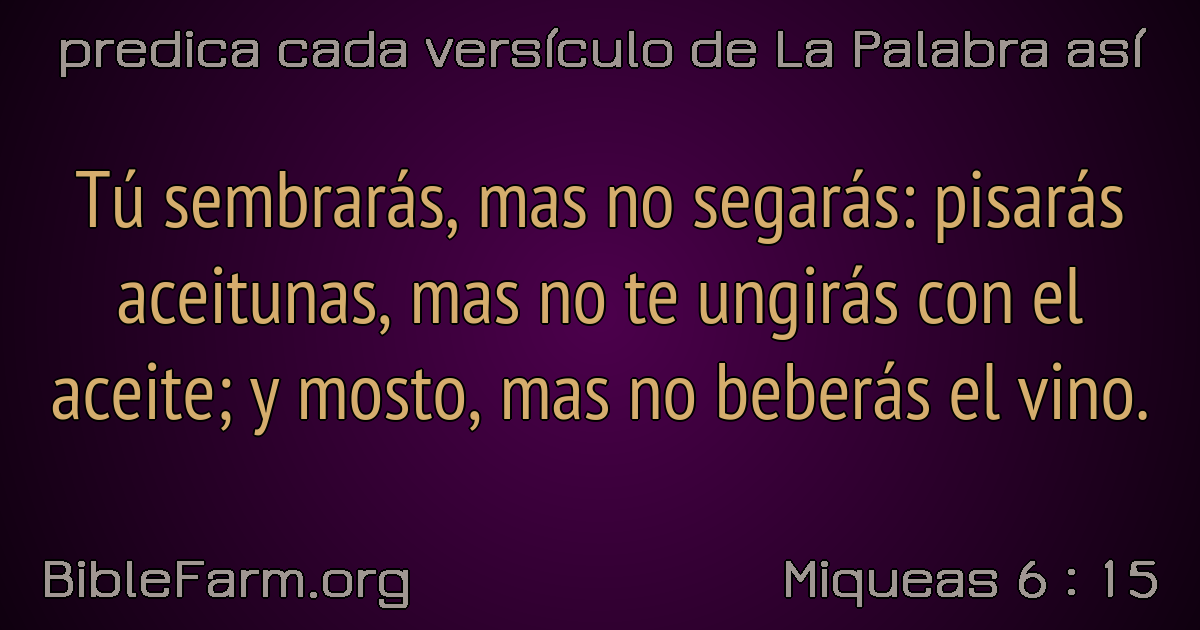 predica cada versículo de La Palabra así
Tú sembrarás, mas no segarás: pisarás
aceitunas, mas no te ungirás con el
aceite; y mosto, mas no beberás el vino.
BibleFarm.org
Miqueas 6 : 15